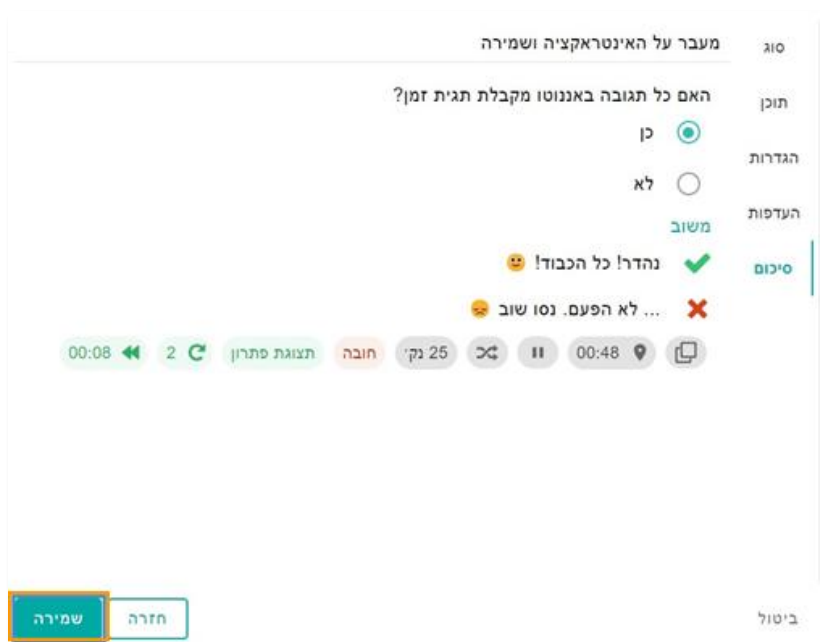 מעבר על האינטראקציה ושמירה
האם כל תגובה באננוטו מקבלת תגית זמן?
כן
לא
משוב
נהדר! כל הכבוד! 🙂
... לא הפעם. נסו שוב 😞
00:48
25 נק׳
חובה
תצוגת פתרון
2
00:08
סוג
תוכן
הגדרות
העדפות
סיכום
ביטול
חזרה
שמירה